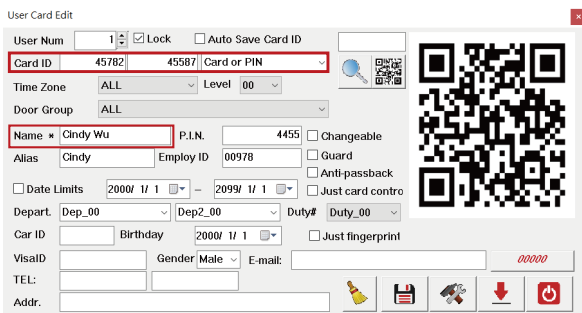 User Card Edit
User Num 1 Lock Auto Save Card ID
Card ID 45782 45587 Card or PIN
Time Zone ALL Level 00
Door Group ALL
Name * Cindy Wu P.I.N. 4455 Changeable
Alias Cindy Employ ID 00978 Guard
Anti-passback
Date Limits 2000/ 1/ 1 – 2099/ 1/ 1 Just card contro
Depart. Dep_00 Dep2_00 Duty# Duty_00
Car ID Birthday 2000/ 1/ 1 Just fingerprint
VisaID Gender Male E-mail: 00000
TEL:
Addr.